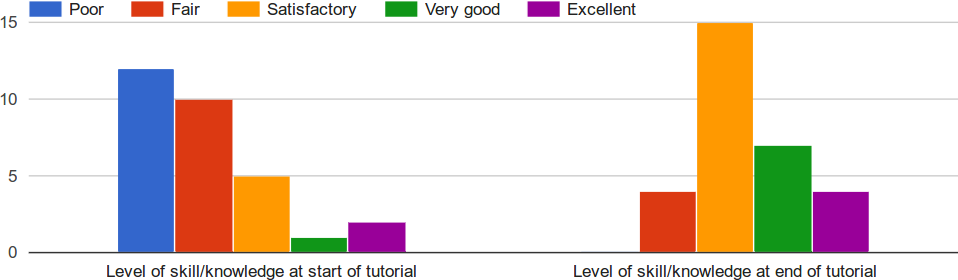 Poor Fair Satisfactory Very good Excellent
15
10
5
0
Level of skill/knowledge at start of tutorial Level of skill/knowledge at end of tutorial